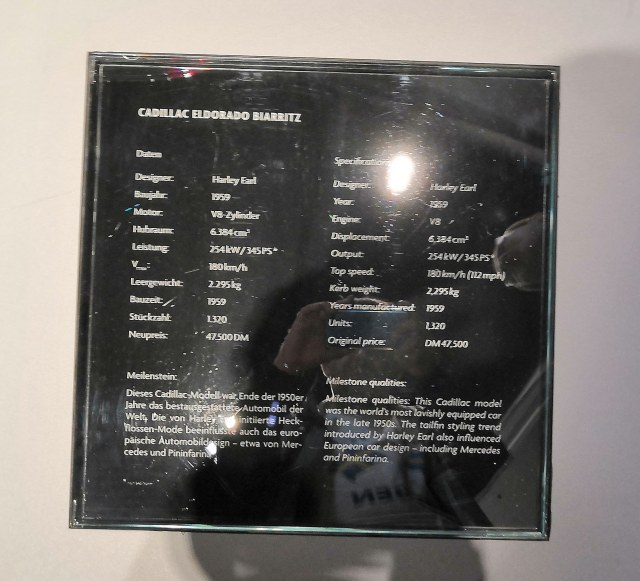 CADILLAC ELDORADO BIARRITZ
Daten
Designer: Harley Earl
Baujahr: 1959
Motor: V8-Zylinder
Hubraum: 6.384 cm³
Leistung: 254 kW / 345 PS*
Vmax: 180 km/h
Leergewicht: 2.295 kg
Bauzeit: 1959
Stückzahl: 1.320
Neupreis: 47.500 DM
Meilenstein:
Dieses Cadillac-Modell war Ende der 1950er
Jahre das bestausgestattete Automobil der
Welt. Die von Harley initiierte Heck-
flossen-Mode beeinflusste auch das euro-
päische Automobildesign – etwa von Mer-
cedes und Pininfarina.
Specifications
Designer: Harley Earl
Year: 1959
Engine: V8
Displacement: 6,384 cm³
Output: 254 kW / 345 PS*
Top speed: 180 km/h (112 mph)
Kerb weight: 2,295 kg
Years manufactured: 1959
Units: 1,320
Original price: DM 47,500
Milestone qualities:
Milestone qualities: This Cadillac model
was the world's most lavishly equipped car
in the late 1950s. The tailfin styling trend
introduced by Harley Earl also influenced
European car design – including Mercedes
and Pininfarina.